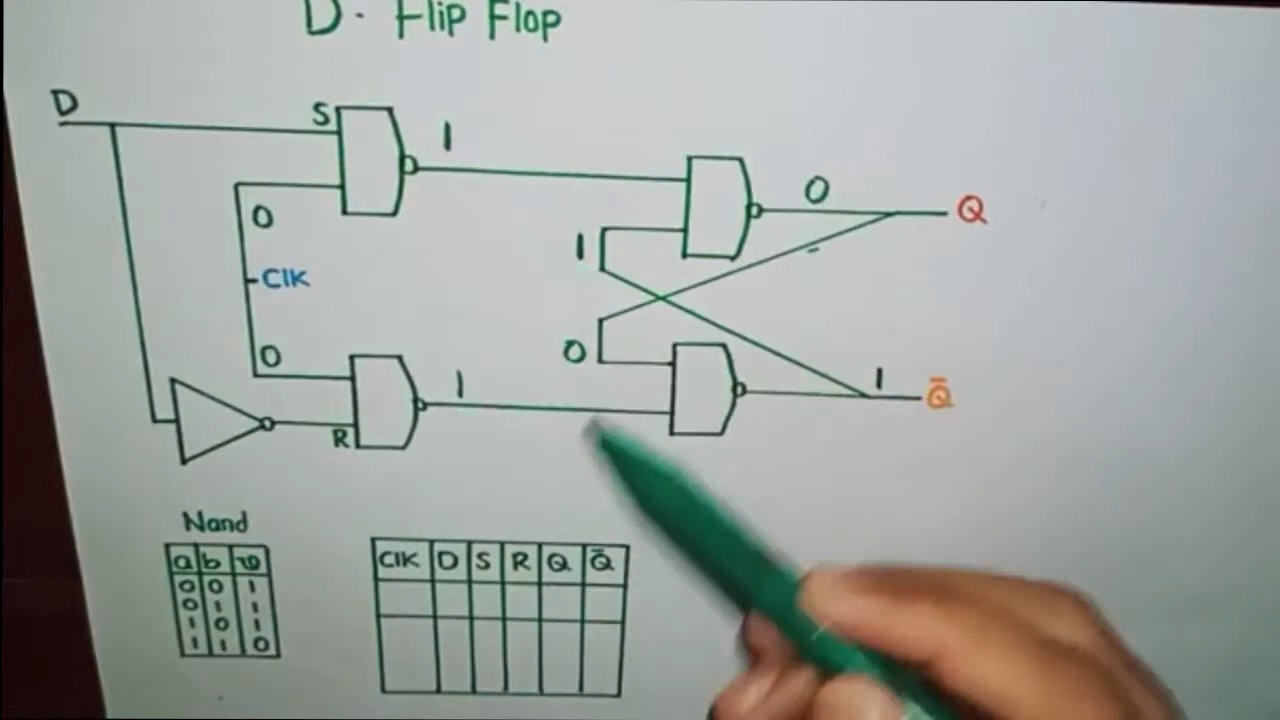 D. Flip Flop
D
S
1
0
Q
0
1
Clk
0
0
1
1
R
Q̄
Nand
a b v
0 0 1
0 1 1
1 0 1
1 1 0
Clk D S R Q Q̄